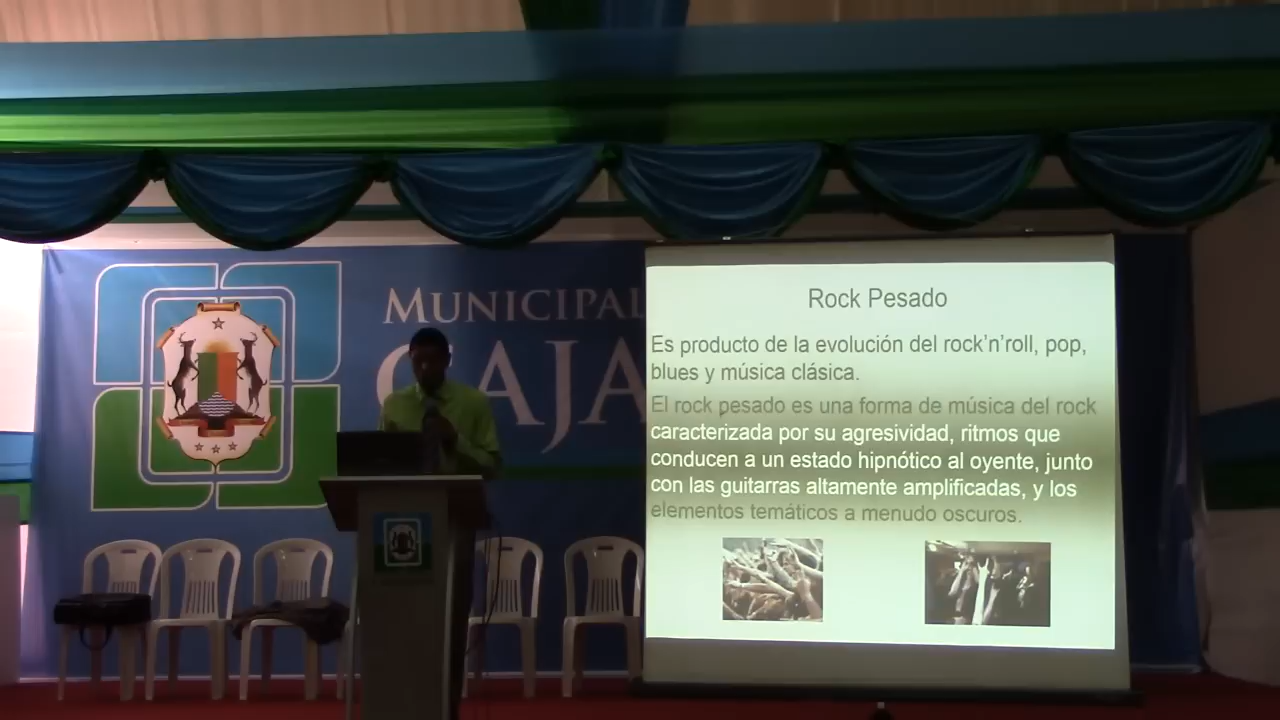 MUNICIPAL
CAJA
Rock Pesado
Es producto de la evolución del rock’n’roll, pop,
blues y música clásica.
El rock pesado es una forma de música del rock
caracterizada por su agresividad, ritmos que
conducen a un estado hipnótico al oyente, junto
con las guitarras altamente amplificadas, y los
elementos temáticos a menudo oscuros.